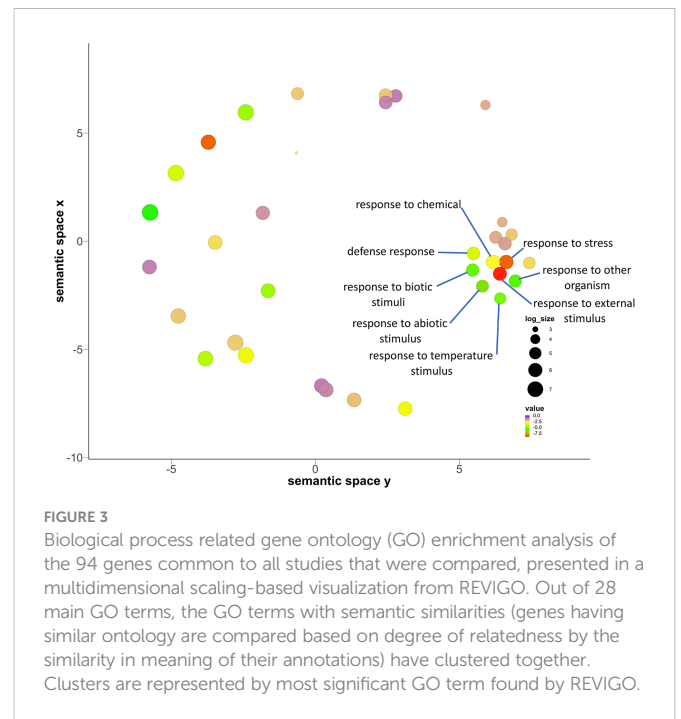 5
0
-5
-10
-5
0
5
semantic space x
semantic space y
response to chemical
defense response
response to stress
response to biotic
stimuli
response to other
organism
response to abiotic
stimulus
response to external
stimulus
response to temperature
stimulus
log_size
3
4
5
6
7
value
0.0
-2.5
-5.0
-7.5
FIGURE 3
Biological process related gene ontology (GO) enrichment analysis of
the 94 genes common to all studies that were compared, presented in a
multidimensional scaling-based visualization from REVIGO. Out of 28
main GO terms, the GO terms with semantic similarities (genes having
similar ontology are compared based on degree of relatedness by the
similarity in meaning of their annotations) have clustered together.
Clusters are represented by most significant GO term found by REVIGO.